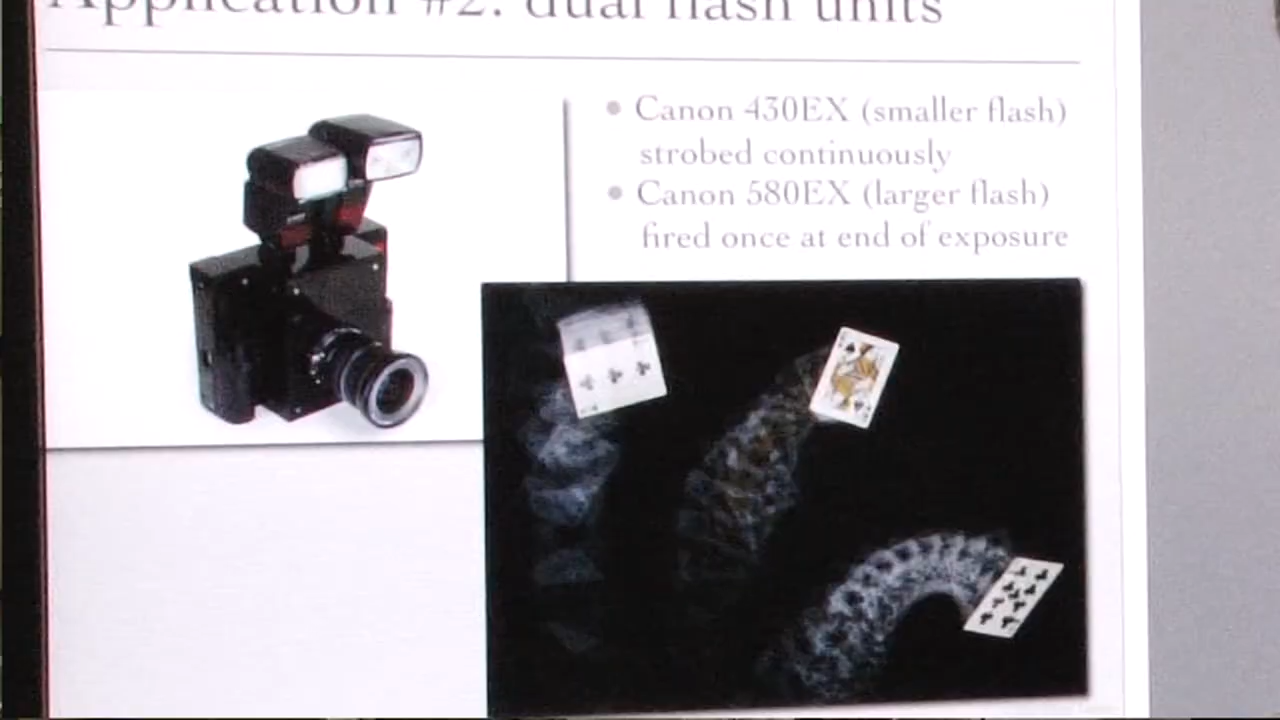 Application #2: dual flash units
• Canon 430EX (smaller flash)
strobed continuously
• Canon 580EX (larger flash)
fired once at end of exposure